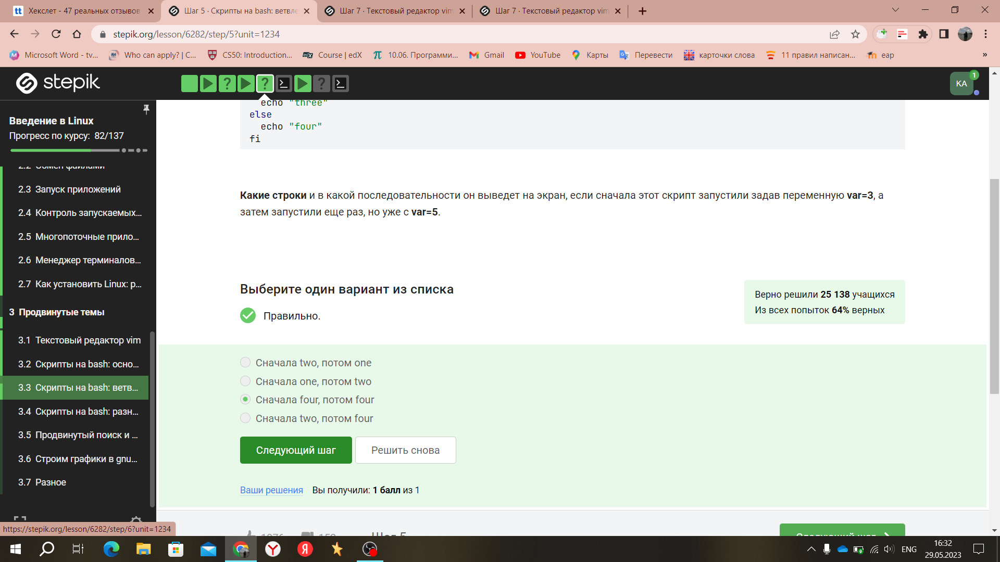 Хекслет - 47 реальных отзывов
Шаг 5 · Скрипты на bash: ветвле
Шаг 7 · Текстовый редактор vim
Шаг 7 · Текстовый редактор vim
stepik.org/lesson/6282/step/5?unit=1234
Microsoft Word - tv...
Who can apply? | C...
CS50: Introduction...
edX Course | edX
10.06. Программи...
Gmail
YouTube
Карты
Перевести
карточки слова
11 правил написан...
eap
»
stepik
KA
1
Введение в Linux
Прогресс по курсу: 82/137
2.2 Обмен файлами
2.3 Запуск приложений
2.4 Контроль запускаемых...
2.5 Многопоточные прило...
2.6 Менеджер терминалов...
2.7 Как установить Linux: р...
3 Продвинутые темы
3.1 Текстовый редактор vim
3.2 Скрипты на bash: осно...
3.3 Скрипты на bash: ветв...
3.4 Скрипты на bash: разн...
3.5 Продвинутый поиск и ...
3.6 Строим графики в gnu...
3.7 Разное
echo "three"
else
echo "four"
fi
Какие строки и в какой последовательности он выведет на экран, если сначала этот скрипт запустили задав переменную var=3, а
затем запустили еще раз, но уже с var=5.
Выберите один вариант из списка
Правильно.
Верно решили 25 138 учащихся
Из всех попыток 64% верных
Сначала two, потом one
Сначала one, потом two
Сначала four, потом four
Сначала two, потом four
Следующий шаг
Решить снова
Ваши решения Вы получили: 1 балл из 1
Шаг 5
Следующий шаг
https://stepik.org/lesson/6282/step/6?unit=1234
ENG
16:32
29.05.2023